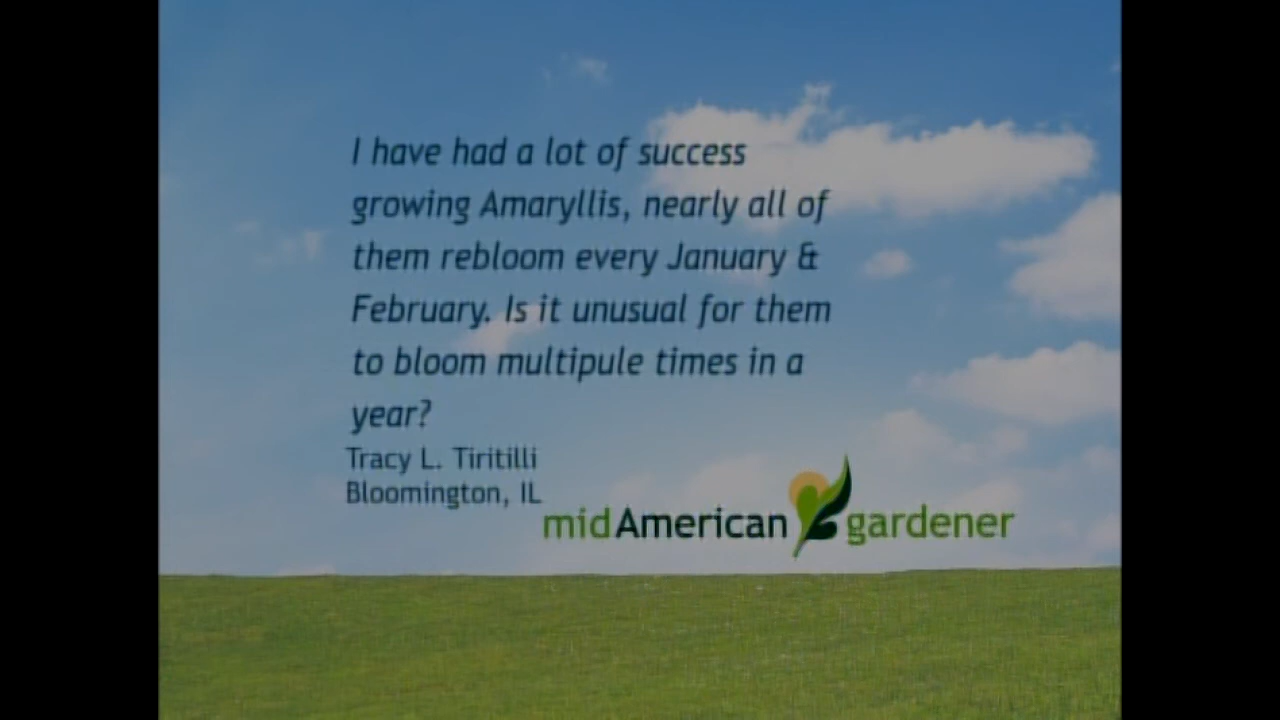 I have had a lot of success
growing Amaryllis, nearly all of
them rebloom every January &
February. Is it unusual for them
to bloom multipule times in a
year?
Tracy L. Tiritilli
Bloomington, IL
midAmerican gardener